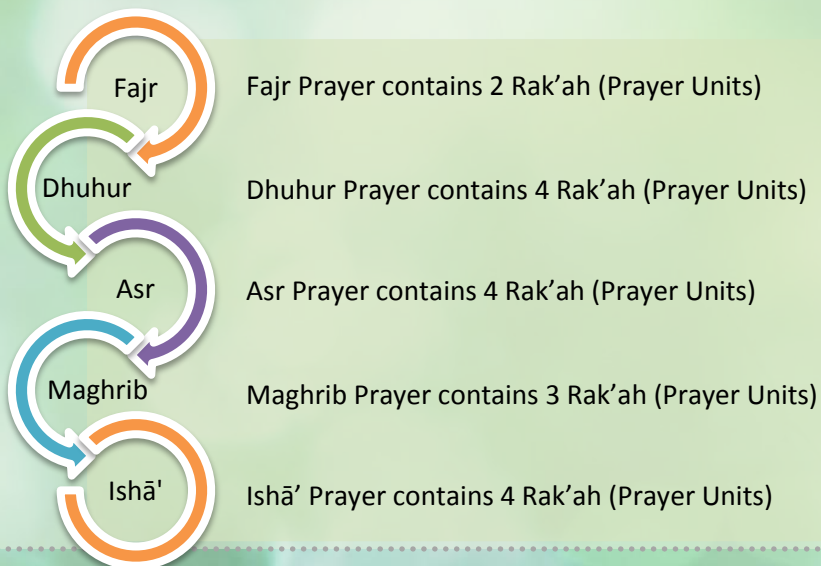 Fajr
Fajr Prayer contains 2 Rak’ah (Prayer Units)
Dhuhur
Dhuhur Prayer contains 4 Rak’ah (Prayer Units)
Asr
Asr Prayer contains 4 Rak’ah (Prayer Units)
Maghrib
Maghrib Prayer contains 3 Rak’ah (Prayer Units)
Ishā'
Ishā’ Prayer contains 4 Rak’ah (Prayer Units)